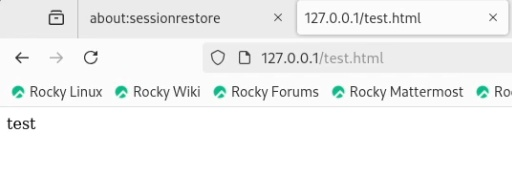 about:sessionrestore
127.0.0.1/test.html
127.0.0.1/test.html
Rocky Linux Rocky Wiki Rocky Forums Rocky Mattermost Ro
test